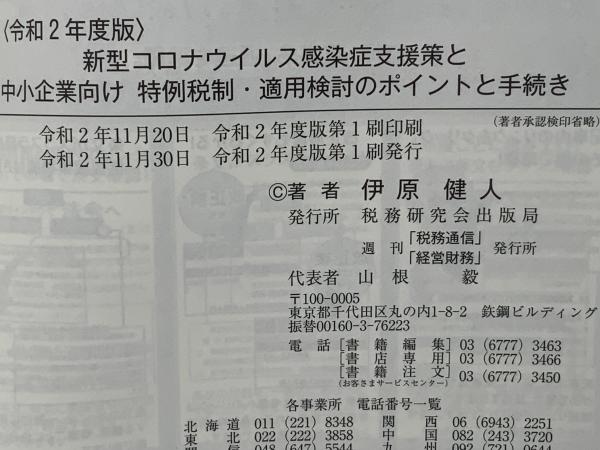 〈令和２年度版〉
新型コロナウイルス感染症支援策と
中小企業向け 特例税制・適用検討のポイントと手続き
令和２年11月20日 令和２年度版第１刷印刷
(著者承認検印省略)
令和２年11月30日 令和２年度版第１刷発行
©著者 伊原健人
発行所 税務研究会出版局
週刊「税務通信」「経営財務」発行所
代表者 山根 毅
〒100-0005
東京都千代田区丸の内1-8-2 鉄鋼ビルディング
振替00160-3-76223
電話［書籍編集］03 (6777) 3463
［書店専用］03 (6777) 3466
［書籍注文］03 (6777) 3450
(お客さまサービスセンター)
各事業所 電話番号一覧
北海道 011 (221) 8348 関西 06 (6943) 2251
東北 022 (222) 3858 中国 082 (243) 3720
048 (647) 5544 九州 092 (721) 0644